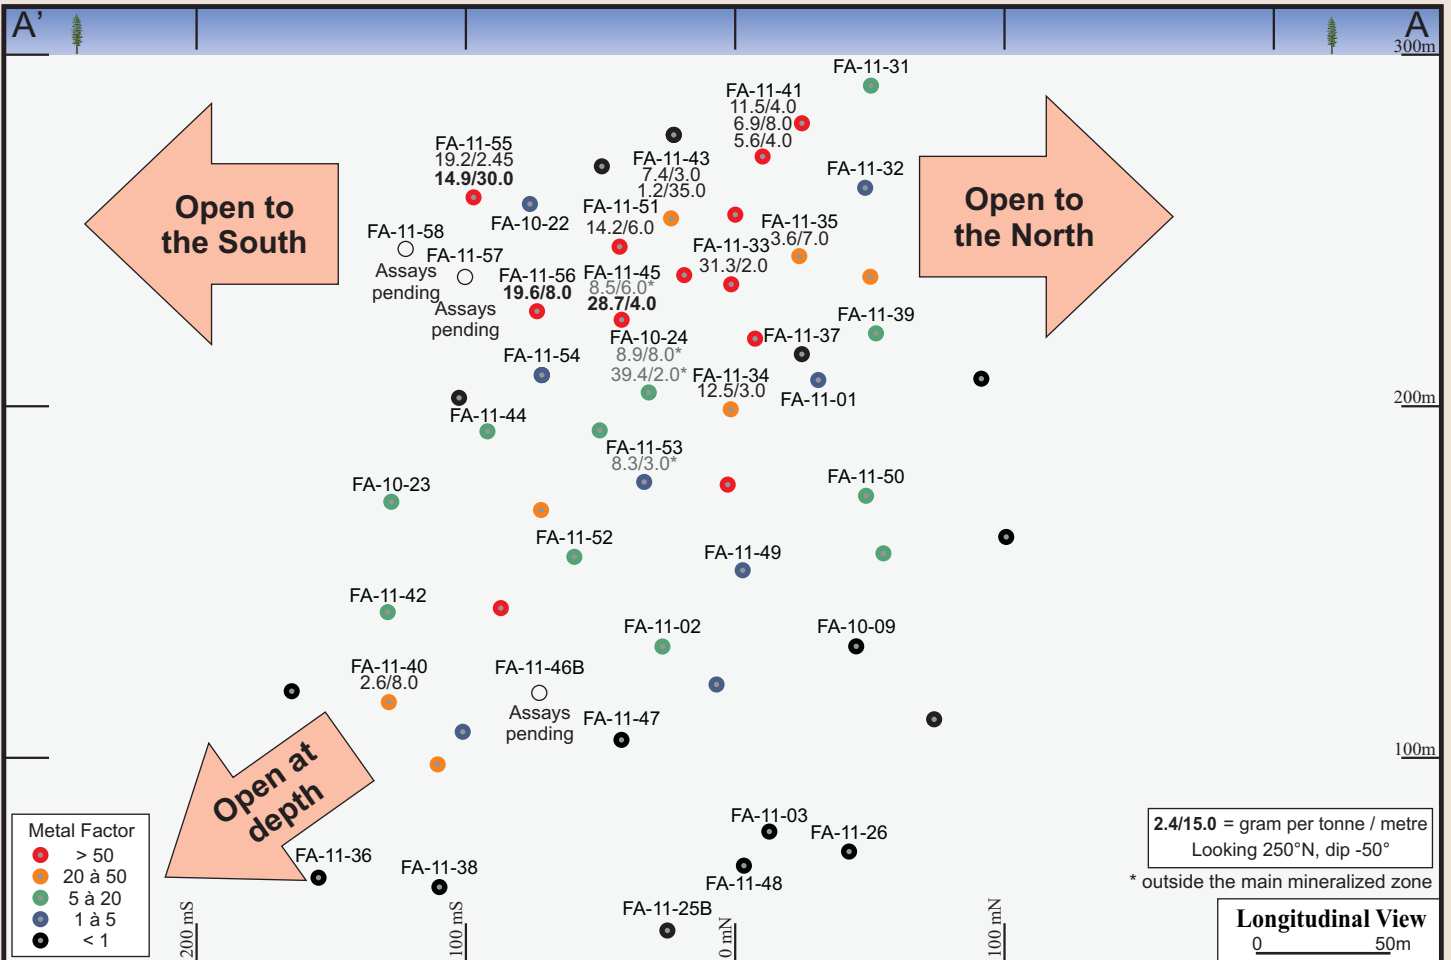 A’
A
300m
FA-11-31
FA-11-41
11.5/4.0
6.9/8.0
5.6/4.0
FA-11-55
19.2/2.45
14.9/30.0
FA-11-43
7.4/3.0
1.2/35.0
FA-11-32
Open to
the South
Open to
the North
FA-10-22
FA-11-51
14.2/6.0
FA-11-35
3.6/7.0
FA-11-58
Assays
pending
FA-11-57
Assays
pending
FA-11-33
31.3/2.0
FA-11-56
19.6/8.0
FA-11-45
8.5/6.0*
28.7/4.0
FA-11-39
FA-10-24
8.9/8.0*
39.4/2.0*
FA-11-37
FA-11-54
FA-11-34
12.5/3.0
FA-11-01
200m
FA-11-44
FA-11-53
8.3/3.0*
FA-10-23
FA-11-50
FA-11-52
FA-11-49
FA-11-42
FA-11-02
FA-10-09
FA-11-40
2.6/8.0
FA-11-46B
Assays
pending
FA-11-47
100m
Open at
depth
FA-11-03
FA-11-26
FA-11-36
FA-11-38
FA-11-48
FA-11-25B
Metal Factor
> 50
20 à 50
5 à 20
1 à 5
< 1
200 mS
100 mS
0 mN
100 mN
2.4/15.0 = gram per tonne / metre
Looking 250°N, dip -50°
* outside the main mineralized zone
Longitudinal View
0 50m